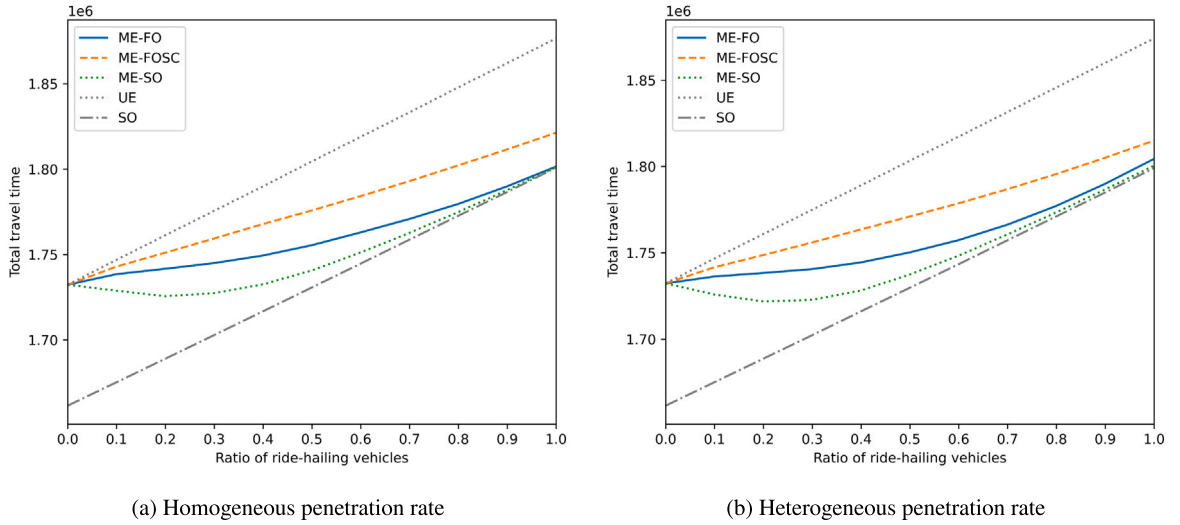 1e6
ME-FO
ME-FOSC
ME-SO
UE
SO
1.85
1.80
1.75
1.70
Total travel time
0.0 0.1 0.2 0.3 0.4 0.5 0.6 0.7 0.8 0.9 1.0
Ratio of ride-hailing vehicles
(a) Homogeneous penetration rate
1e6
ME-FO
ME-FOSC
ME-SO
UE
SO
1.85
1.80
1.75
1.70
Total travel time
0.0 0.1 0.2 0.3 0.4 0.5 0.6 0.7 0.8 0.9 1.0
Ratio of ride-hailing vehicles
(b) Heterogeneous penetration rate